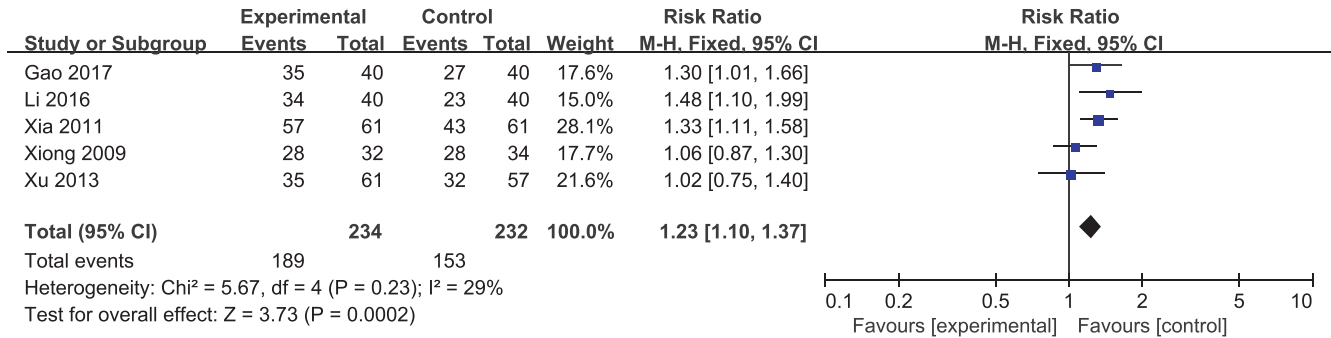 Experimental Control Risk Ratio Risk Ratio
Study or Subgroup Events Total Events Total Weight M-H, Fixed, 95% CI M-H, Fixed, 95% CI
Gao 2017 35 40 27 40 17.6% 1.30 [1.01, 1.66]
Li 2016 34 40 23 40 15.0% 1.48 [1.10, 1.99]
Xia 2011 57 61 43 61 28.1% 1.33 [1.11, 1.58]
Xiong 2009 28 32 28 34 17.7% 1.06 [0.87, 1.30]
Xu 2013 35 61 32 57 21.6% 1.02 [0.75, 1.40]
Total (95% CI) 234 232 100.0% 1.23 [1.10, 1.37]
Total events 189 153
Heterogeneity: Chi² = 5.67, df = 4 (P = 0.23); I² = 29%
Test for overall effect: Z = 3.73 (P = 0.0002)
0.1 0.2 0.5 1 2 5 10
Favours [experimental] Favours [control]